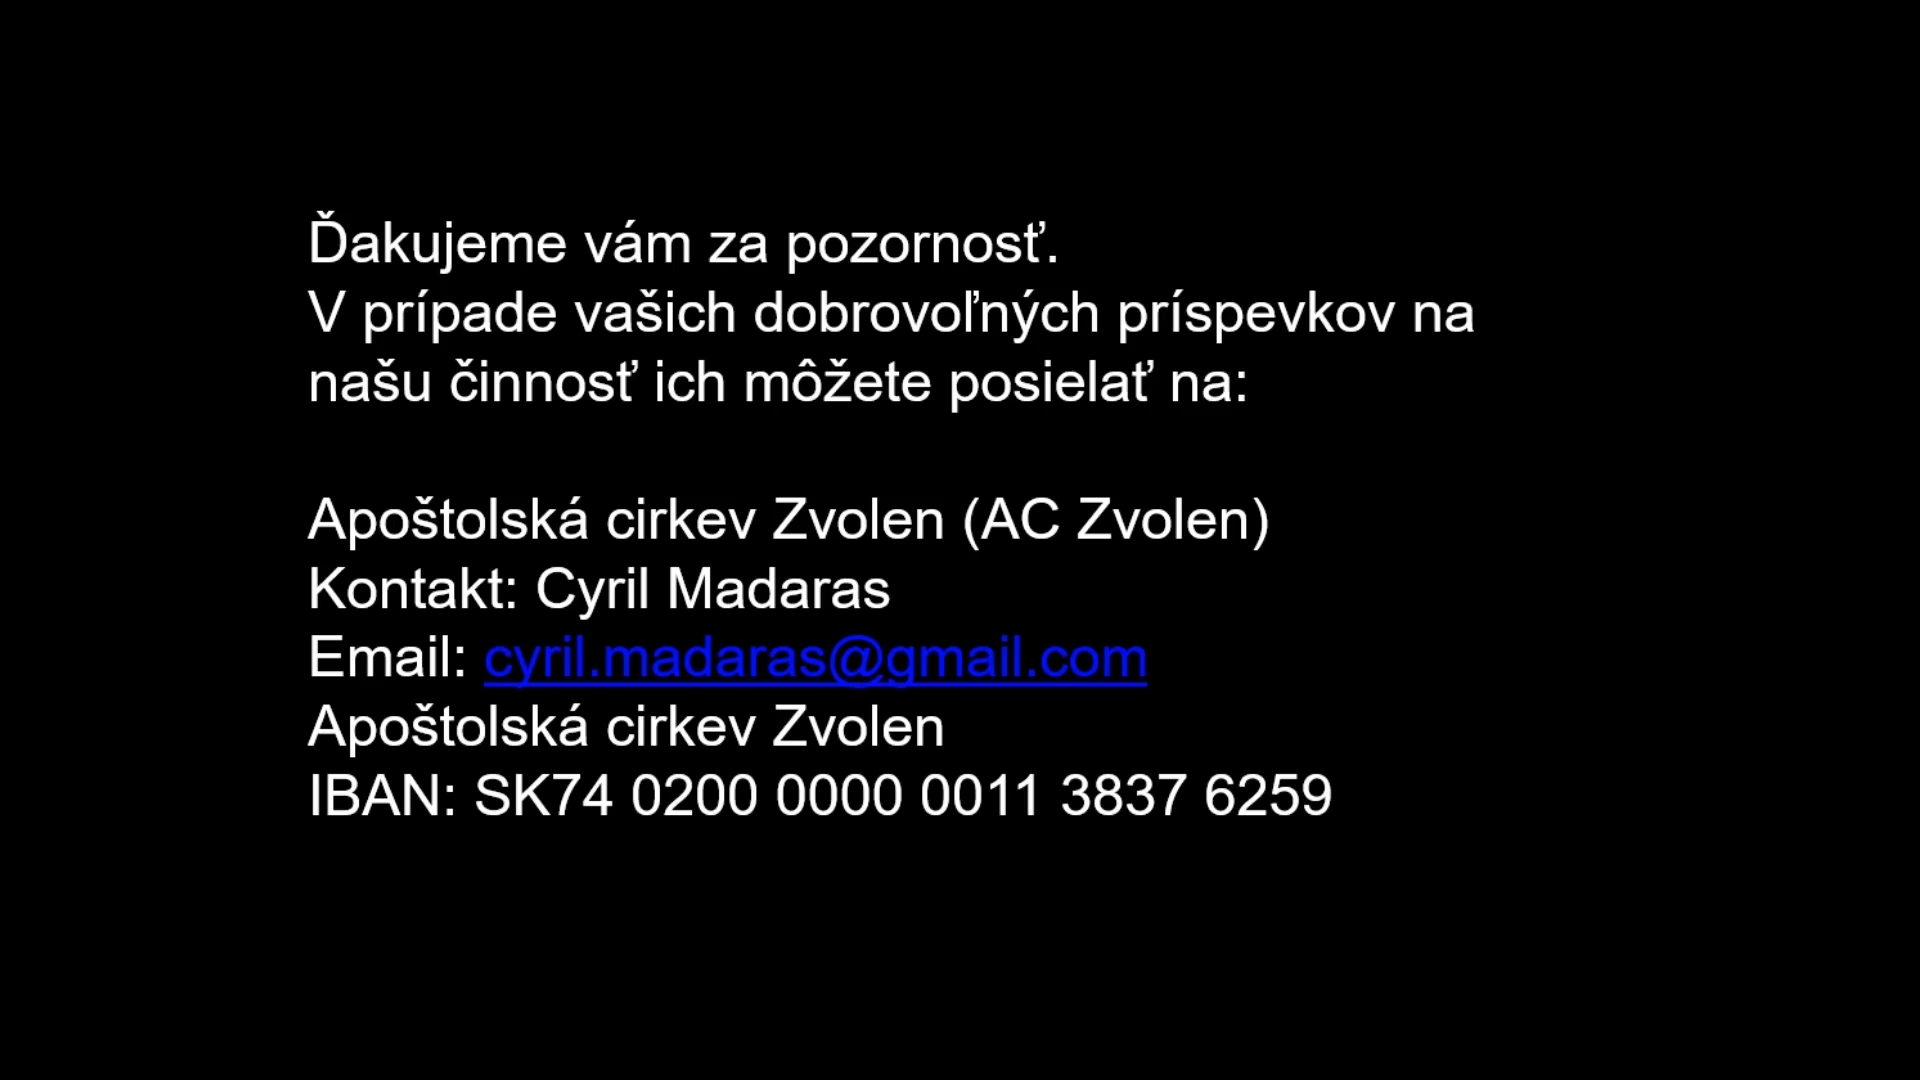 Ďakujeme vám za pozornosť.
V prípade vašich dobrovoľných príspevkov na
našu činnosť ich môžete posielať na:
Apoštolská cirkev Zvolen (AC Zvolen)
Kontakt: Cyril Madaras
Email: cyril.madaras@gmail.com
Apoštolská cirkev Zvolen
IBAN: SK74 0200 0000 0011 3837 6259